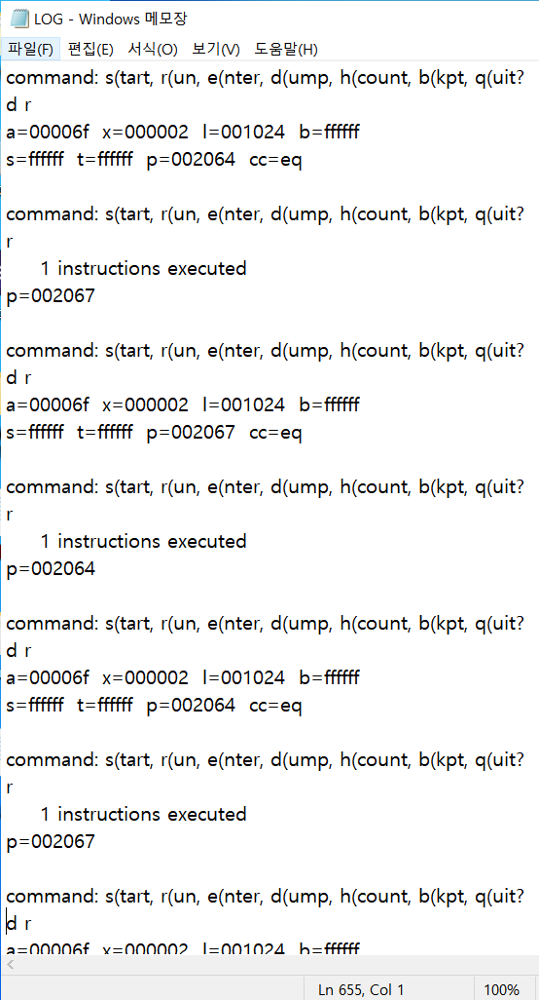 LOG - Windows 메모장
파일(F) 편집(E) 서식(O) 보기(V) 도움말(H)
command: s(tart, r(un, e(nter, d(ump, h(count, b(kpt, q(uit?
d r
a=00006f x=000002 l=001024 b=ffffff
s=ffffff t=ffffff p=002064 cc=eq
command: s(tart, r(un, e(nter, d(ump, h(count, b(kpt, q(uit?
r
1 instructions executed
p=002067
command: s(tart, r(un, e(nter, d(ump, h(count, b(kpt, q(uit?
d r
a=00006f x=000002 l=001024 b=ffffff
s=ffffff t=ffffff p=002067 cc=eq
command: s(tart, r(un, e(nter, d(ump, h(count, b(kpt, q(uit?
r
1 instructions executed
p=002064
command: s(tart, r(un, e(nter, d(ump, h(count, b(kpt, q(uit?
d r
a=00006f x=000002 l=001024 b=ffffff
s=ffffff t=ffffff p=002064 cc=eq
command: s(tart, r(un, e(nter, d(ump, h(count, b(kpt, q(uit?
r
1 instructions executed
p=002067
command: s(tart, r(un, e(nter, d(ump, h(count, b(kpt, q(uit?
d r
a=00006f x=000002 l=001024 b=ffffff
Ln 655, Col 1 100%